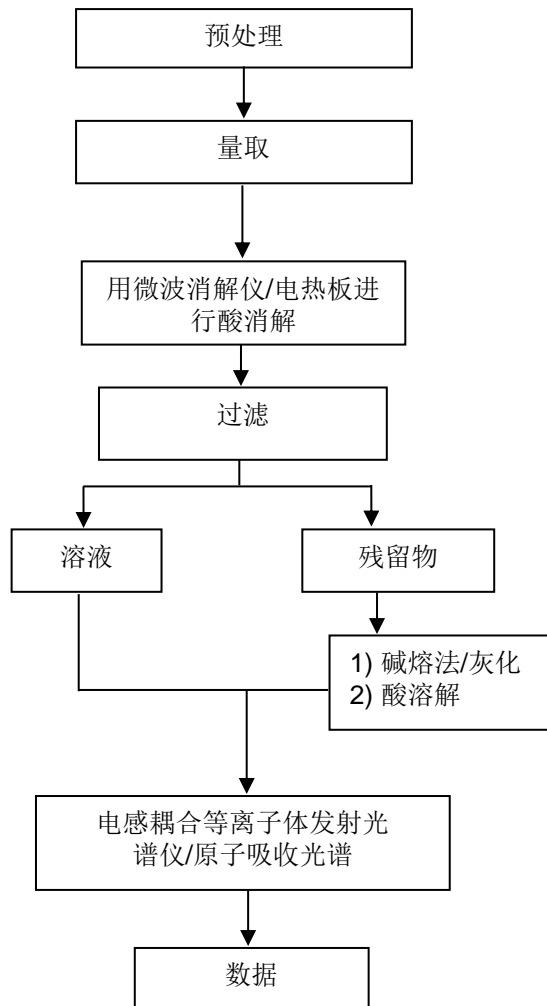 预处理
量取
用微波消解仪/电热板进
行酸消解
过滤
溶液
残留物
1) 碱熔法/灰化
2) 酸溶解
电感耦合等离子体发射光
谱仪/原子吸收光谱
数据